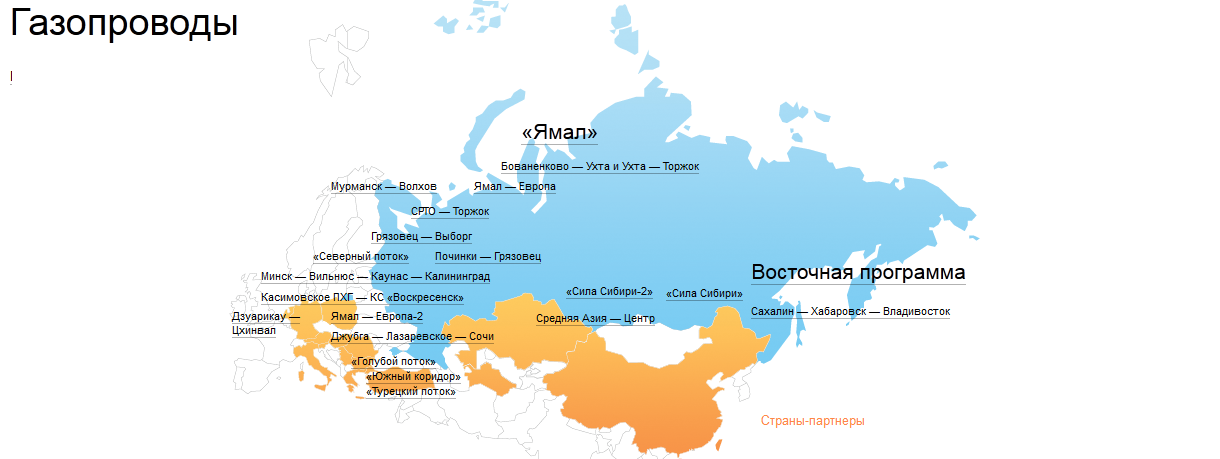 Газопроводы
«Ямал»
Бованенково — Ухта и Ухта — Торжок
Мурманск — Волхов
Ямал — Европа
СРТО — Торжок
Грязовец — Выборг
«Северный поток»
Починки — Грязовец
Минск — Вильнюс — Каунас — Калининград
Касимовское ПХГ — КС «Воскресенск»
Дзуарикау —
Цхинвал
Ямал — Европа-2
Джубга — Лазаревское — Сочи
«Голубой поток»
«Южный коридор»
«Турецкий поток»
«Сила Сибири-2»
«Сила Сибири»
Средняя Азия — Центр
Восточная программа
Сахалин — Хабаровск — Владивосток
Страны-партнеры